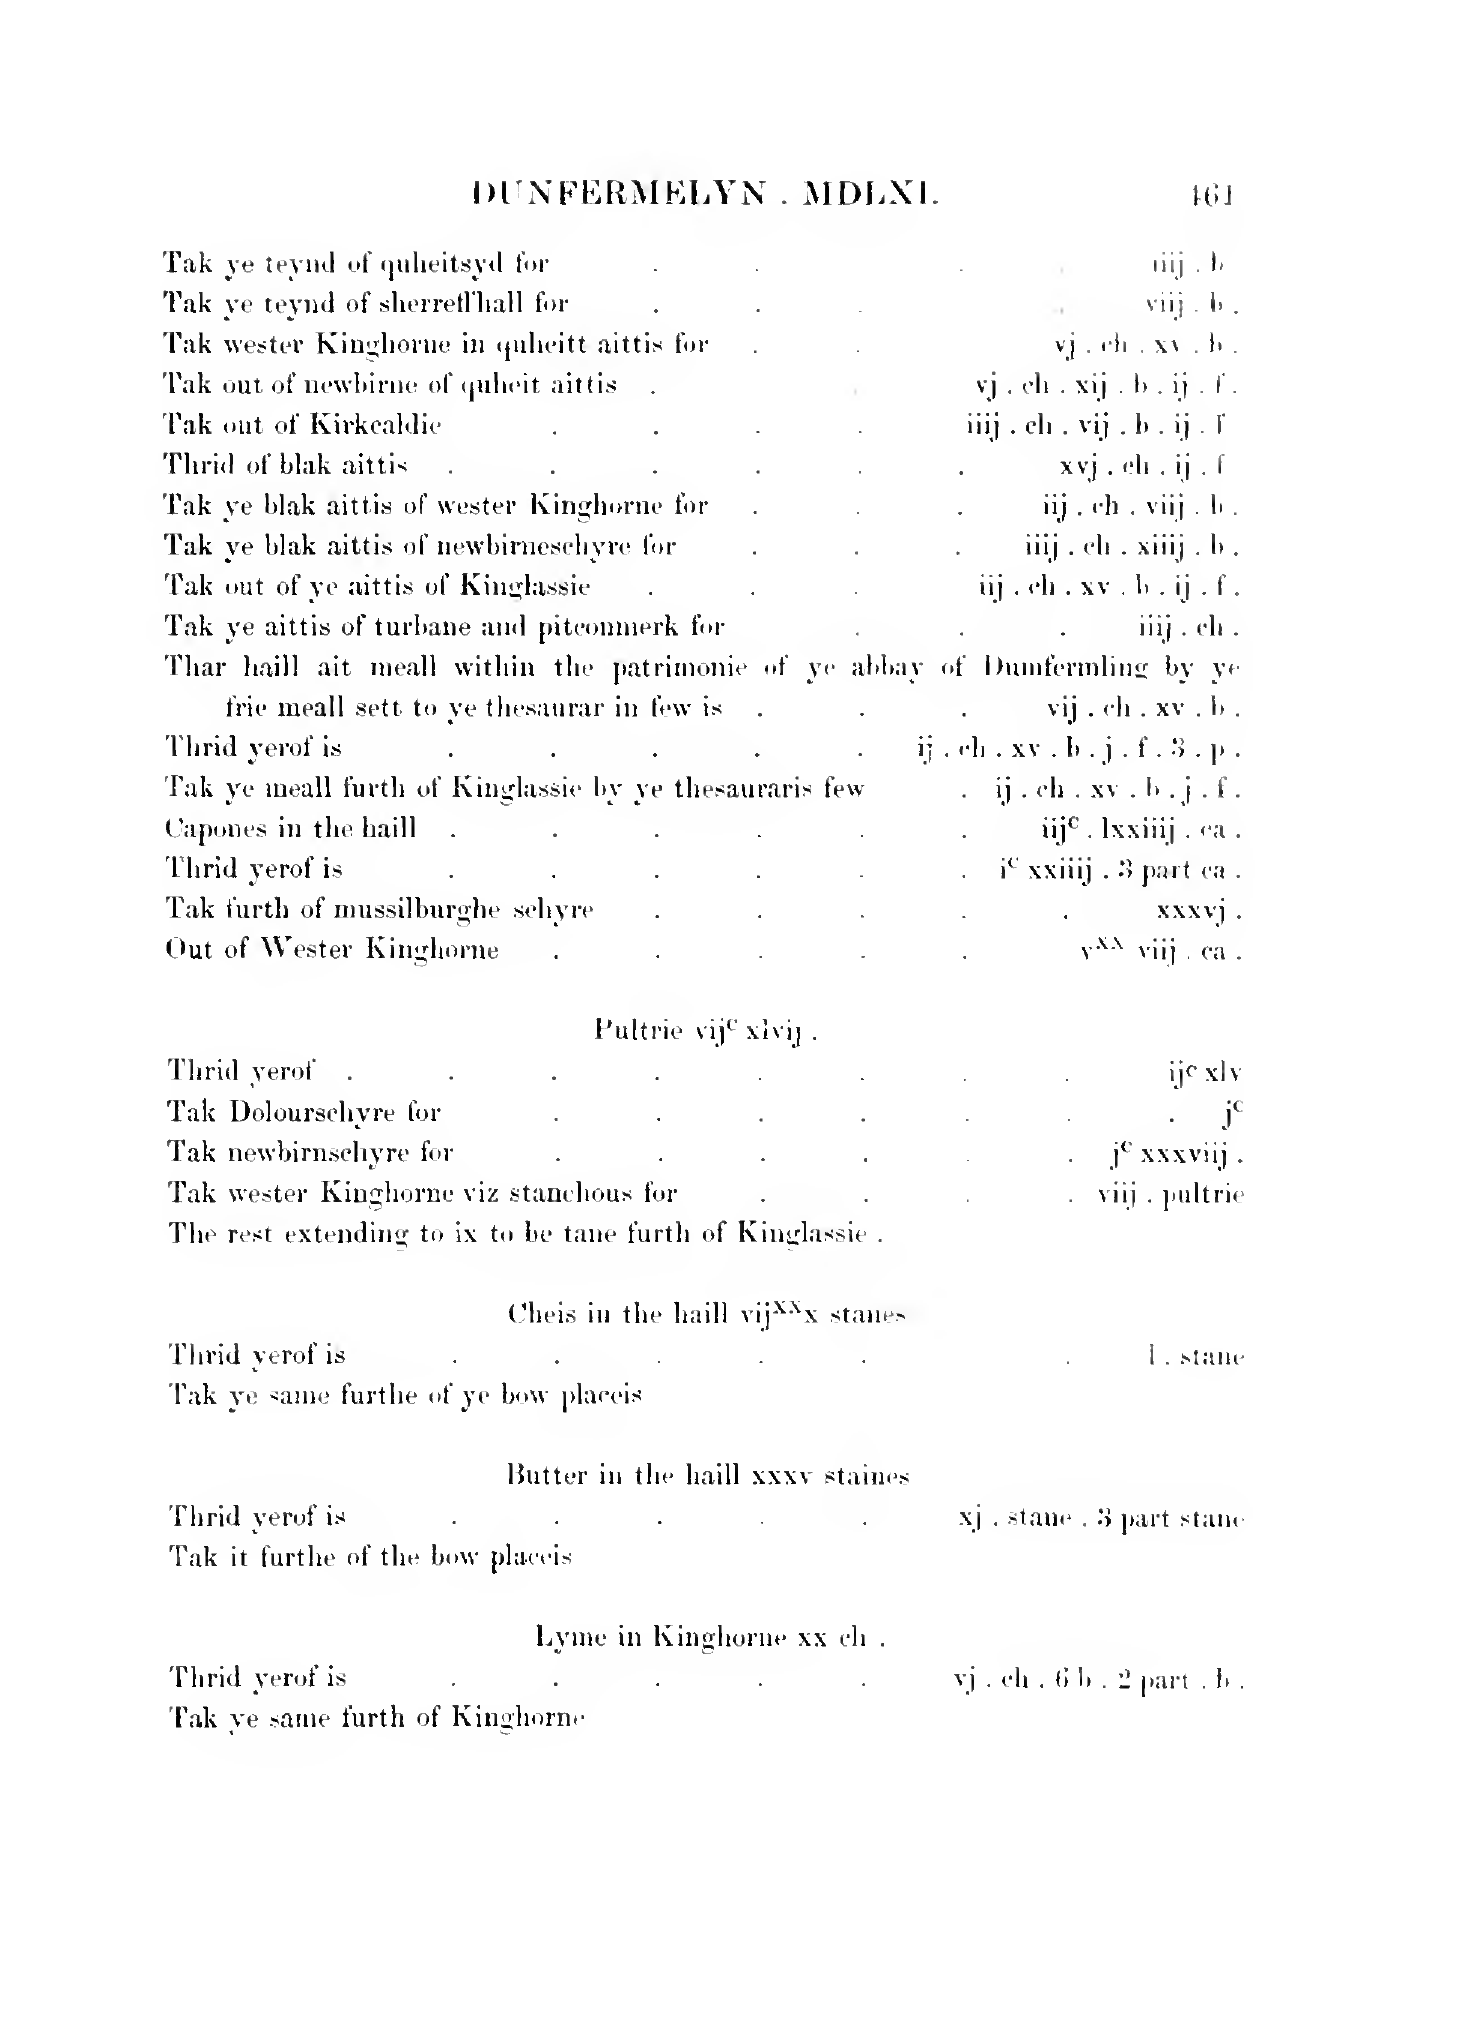 DUNFERMELYN . MDLXI. 461
Tak ye teynd of quheitsyd for . . . iiij . b
Tak ye teynd of sherreffhall for . . . . viij . b .
Tak wester Kinghorne in quheitt aittis for . . vj . ch . xv . b .
Tak out of newbirne of quheit aittis . . vj . ch . xij . b . ij . f .
Tak out of Kirkcaldie . . . . iiij . ch . vij . b . ij . f
Thrid of blak aittis . . . . . . xvj . ch . ij . f
Tak ye blak aittis of wester Kinghorne for . . . iij . ch . viij . b .
Tak ye blak aittis of newbirneschyre for . . . iiij . ch . xiiij . b .
Tak out of ye aittis of Kinglassie . . . iij . ch . xv . b . ij . f .
Tak ye aittis of turbane and pitconmerk for . . . iiij . ch .
Thar haill ait meall within the patrimonie of ye abbay of Dumfermling by ye
frie meall sett to ye thesaurar in few is . . . vij . ch . xv . b .
Thrid yerof is . . . . . ij . ch . xv . b . j . f . 3 . p .
Tak ye meall furth of Kinglassie by ye thesauraris few . ij . ch . xv . b . j . f .
Capones in the haill . . . . . . iijᶜ . lxxiiij . ca .
Thrid yerof is . . . . . . iᶜ xxiiij . 3 part ca .
Tak furth of mussilburghe schyre . . . . . xxxvj .
Out of Wester Kinghorne . . . . . vˣˣ viij . ca .
Pultrie vijᶜ xlvij .
Thrid yerof . . . . . . . . ijᶜ xlv
Tak Dolourschyre for . . . . . . . jᶜ
Tak newbirnschyre for . . . . . . jᶜ xxxviij .
Tak wester Kinghorne viz stanchous for . . . . viij . pultrie
The rest extending to ix to be tane furth of Kinglassie .
Cheis in the haill vijˣˣx stanes
Thrid yerof is . . . . . . l . stane
Tak ye same furthe of ye bow placeis
Butter in the haill xxxv staines
Thrid yerof is . . . . . xj . stane . 3 part stane
Tak it furthe of the bow placeis
Lyme in Kinghorne xx ch .
Thrid yerof is . . . . . vj . ch . 6 b . 2 part . b .
Tak ye same furth of Kinghorne